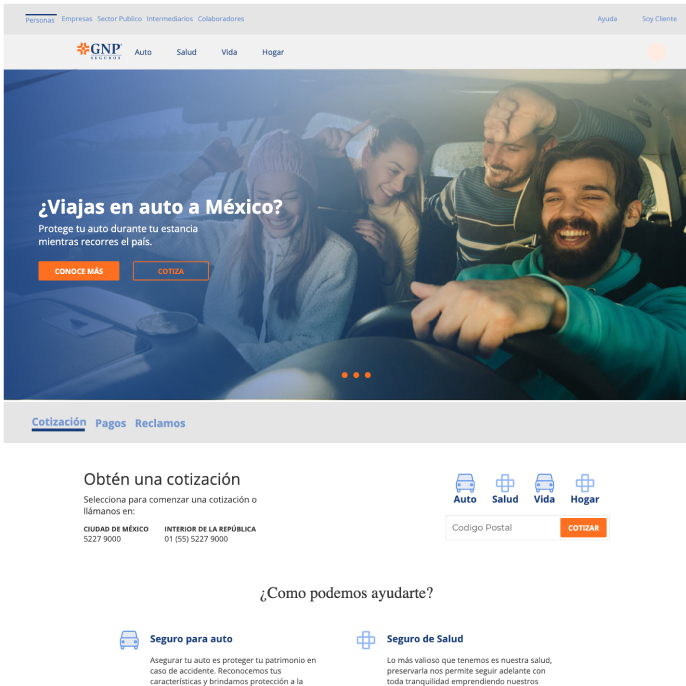 Personas Empresas Sector Publico Intermediarios Colaboradores Ayuda Soy Cliente
GNP SEGUROS Auto Salud Vida Hogar
¿Viajas en auto a México?
Protege tu auto durante tu estancia
mientras recorres el país.
CONOCE MÁS COTIZA
Cotización Pagos Reclamos
Obtén una cotización
Selecciona para comenzar una cotización o
llámanos en:
CIUDAD DE MÉXICO INTERIOR DE LA REPÚBLICA
5227 9000 01 (55) 5227 9000
Auto Salud Vida Hogar
Codigo Postal COTIZAR
¿Como podemos ayudarte?
Seguro para auto
Asegurar tu auto es proteger tu patrimonio en
caso de accidente. Reconocemos tus
características y brindamos protección a la
Seguro de Salud
Lo más valioso que tenemos es nuestra salud,
preservarla nos permite seguir adelante con
toda tranquilidad emprendiendo nuestros